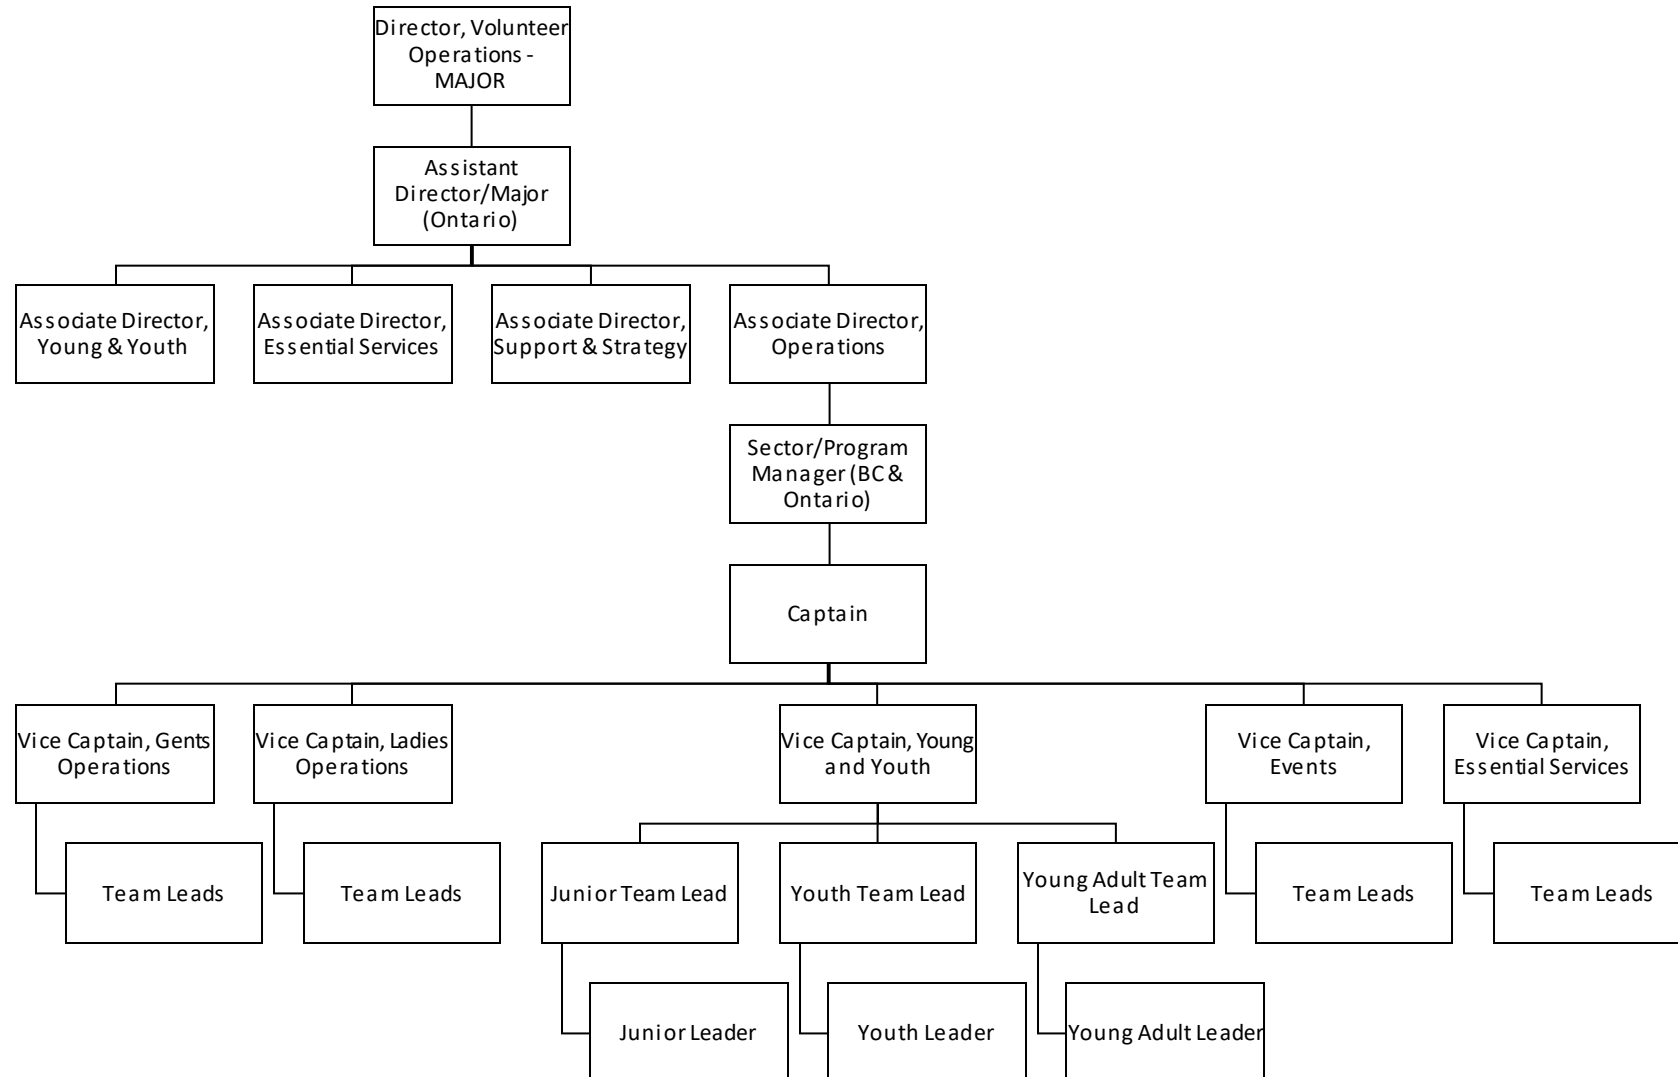 Director, Volunteer
Operations -
MAJOR
Assistant
Director/Major
(Ontario)
Associate Director,
Young & Youth
Associate Director,
Essential Services
Associate Director,
Support & Strategy
Associate Director,
Operations
Sector/Program
Manager (BC &
Ontario)
Captain
Vice Captain, Gents
Operations
Vice Captain, Ladies
Operations
Vice Captain, Young
and Youth
Vice Captain,
Events
Vice Captain,
Essential Services
Team Leads
Team Leads
Junior Team Lead
Youth Team Lead
Young Adult Team
Lead
Team Leads
Team Leads
Junior Leader
Youth Leader
Young Adult Leader